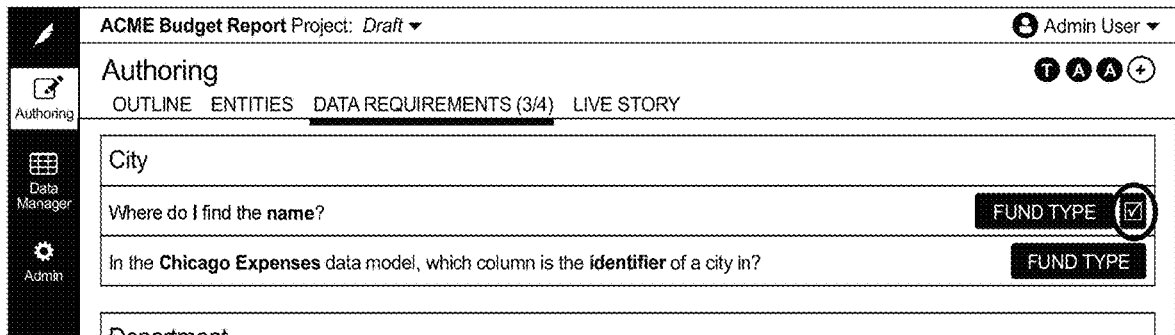 ACME Budget Report Project: Draft
Admin User
Authoring
T A A +
Authoring
OUTLINE ENTITIES DATA REQUIREMENTS (3/4) LIVE STORY
City
Data
Manager
Where do I find the name?
FUND TYPE
In the Chicago Expenses data model, which column is the identifier of a city in?
FUND TYPE
Admin
Department